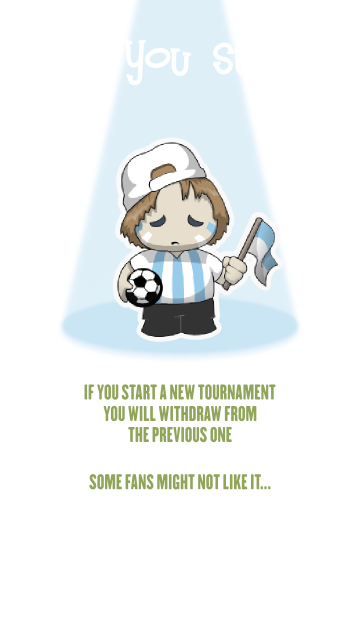 you
IF YOU START A NEW TOURNAMENT
YOU WILL WITHDRAW FROM
THE PREVIOUS ONE
SOME FANS MIGHT NOT LIKE IT...